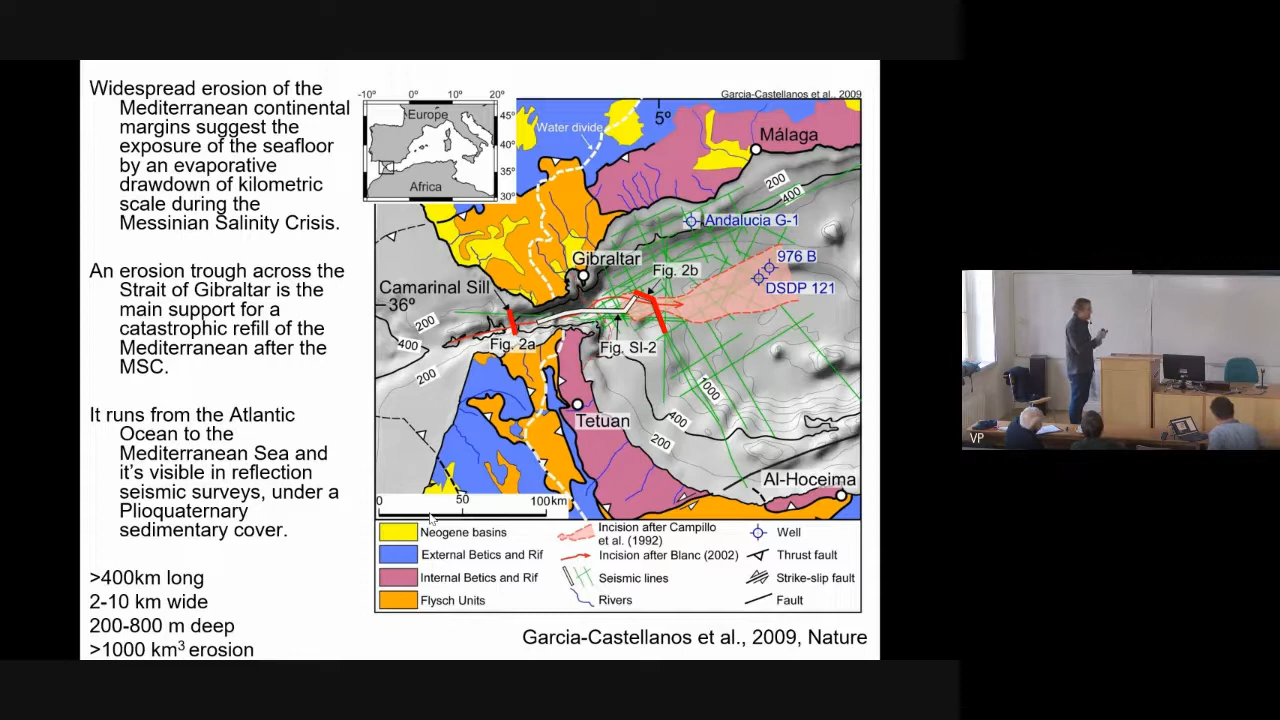 Widespread erosion of the
Mediterranean continental
margins suggest the
exposure of the seafloor
by an evaporative
drawdown of kilometric
scale during the
Messinian Salinity Crisis.
An erosion trough across the
Strait of Gibraltar is the
main support for a
catastrophic refill of the
Mediterranean after the
MSC.
It runs from the Atlantic
Ocean to the
Mediterranean Sea and
it's visible in reflection
seismic surveys, under a
Plioquaternary
sedimentary cover.
>400km long
2-10 km wide
200-800 m deep
>1000 km³ erosion
Garcia-Castellanos et al., 2009
-10° 0° 10° 20°
Europe
45°
40°
35°
30°
Africa
Water divide
5°
Málaga
200
400
Andalucia G-1
976 B
DSDP 121
Gibraltar
Fig. 2b
Camarinal Sill
36°
200
400
200
Fig. 2a
Fig. SI-2
1000
400
200
Tetuan
Al-Hoceima
0 50 100km
Neogene basins
External Betics and Rif
Internal Betics and Rif
Flysch Units
Incision after Campillo
et al. (1992)
Incision after Blanc (2002)
Seismic lines
Rivers
Well
Thrust fault
Strike-slip fault
Fault
Garcia-Castellanos et al., 2009, Nature
VP